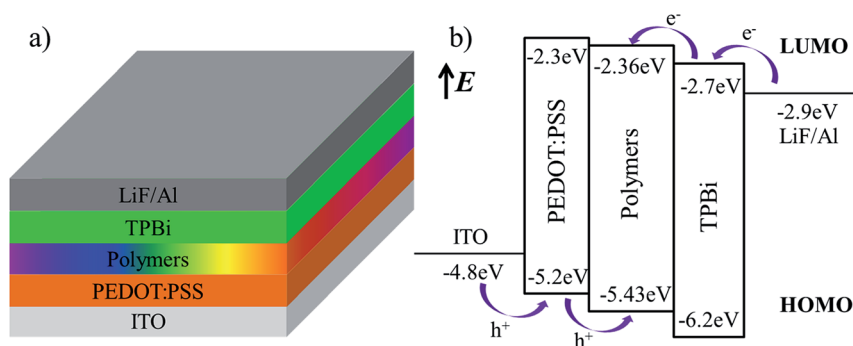 a)
LiF/Al
TPBi
Polymers
PEDOT:PSS
ITO
b)
E
e-
e-
LUMO
-2.3eV
-2.36eV
-2.7eV
-2.9eV
LiF/Al
PEDOT:PSS
Polymers
TPBi
ITO
-4.8eV
-5.2eV
-5.43eV
-6.2eV
HOMO
h+
h+